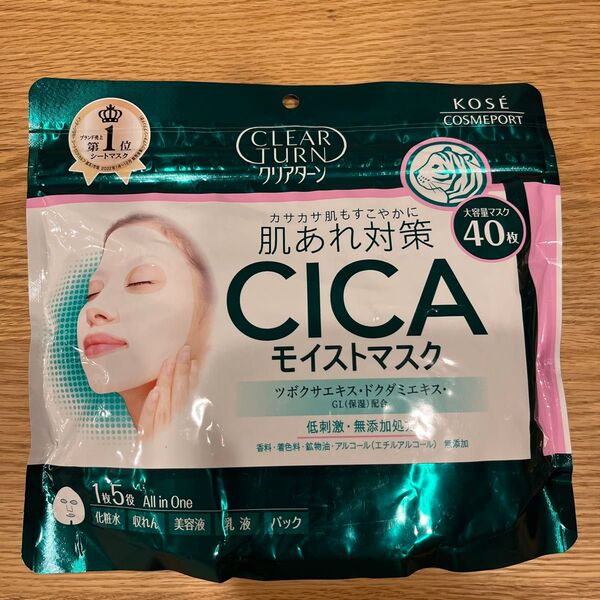 KOSÉ
COSMEPORT
ブランド売上
第1位
シートマスク
CLEAR
TURN
クリアターン
大容量マスク
40枚
カサカサ肌もすこやかに
肌あれ対策
CICA
モイストマスク
ツボクサエキス・ドクダミエキス・
GL(保湿)配合
低刺激・無添加処方
香料・着色料・鉱物油・アルコール(エチルアルコール) 無添加
1枚5役 All in One
化粧水 収れん 美容液 乳液 パック